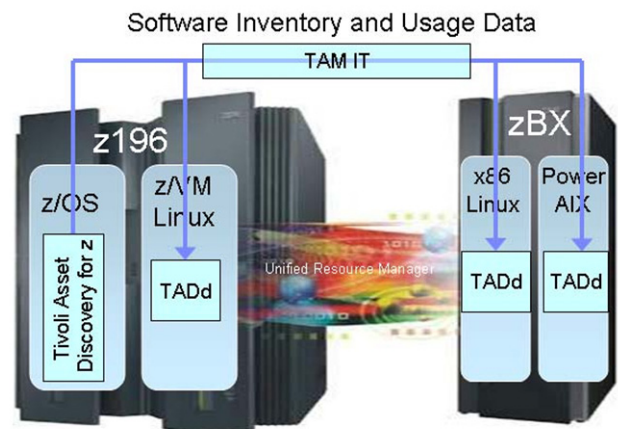 Software Inventory and Usage Data
TAM IT
z196
zBX
z/OS
z/VM
Linux
x86
Linux
Power
AIX
Tivoli Asset
Discovery for z
TADd
Unified Resource Manager
TADd
TADd